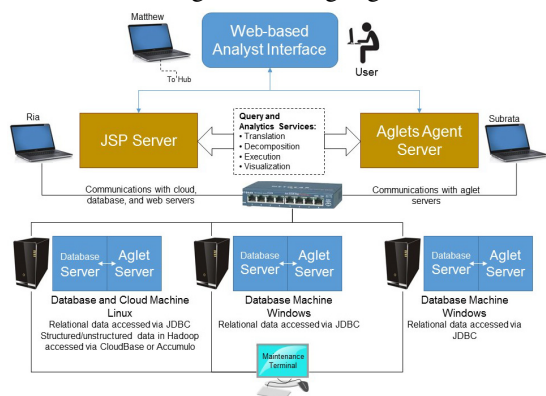 Matthew
Web-based
Analyst Interface
To Hub
User
Ria
JSP Server
Query and
Analytics Services:
• Translation
• Decomposition
• Execution
• Visualization
Aglets Agent
Server
Subrata
Communications with cloud,
database, and web servers
Communications with aglet
servers
Database
Server
Aglet
Server
Database
Server
Aglet
Server
Database
Server
Aglet
Server
Database and Cloud Machine
Linux
Relational data accessed via JDBC
Structured/unstructured data in Hadoop
accessed via CloudBase or Accumulo
Database Machine
Windows
Relational data accessed via JDBC
Database Machine
Windows
Relational data accessed via
JDBC
Maintenance
Terminal